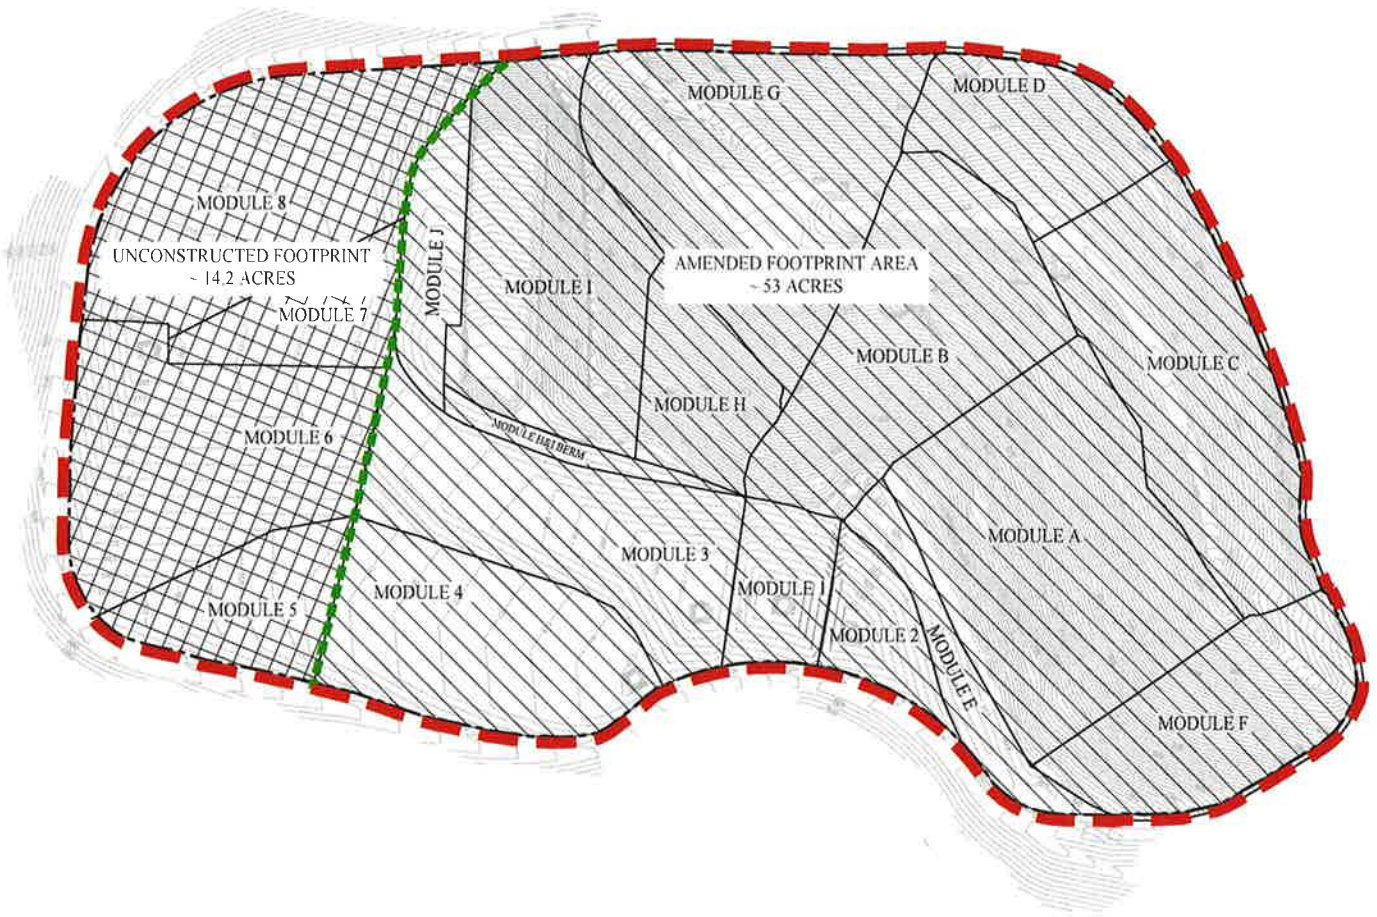 MODULE G
MODULE D
MODULE 8
MODULE J
UNCONSTRUCTED FOOTPRINT
~ 14.2 ACRES
AMENDED FOOTPRINT AREA
~ 53 ACRES
MODULE I
MODULE 7
MODULE B
MODULE C
MODULE H
MODULE 6
MODULE H&I BERM
MODULE A
MODULE 3
MODULE 4
MODULE 1
MODULE 5
MODULE 2
MODULE E
MODULE F